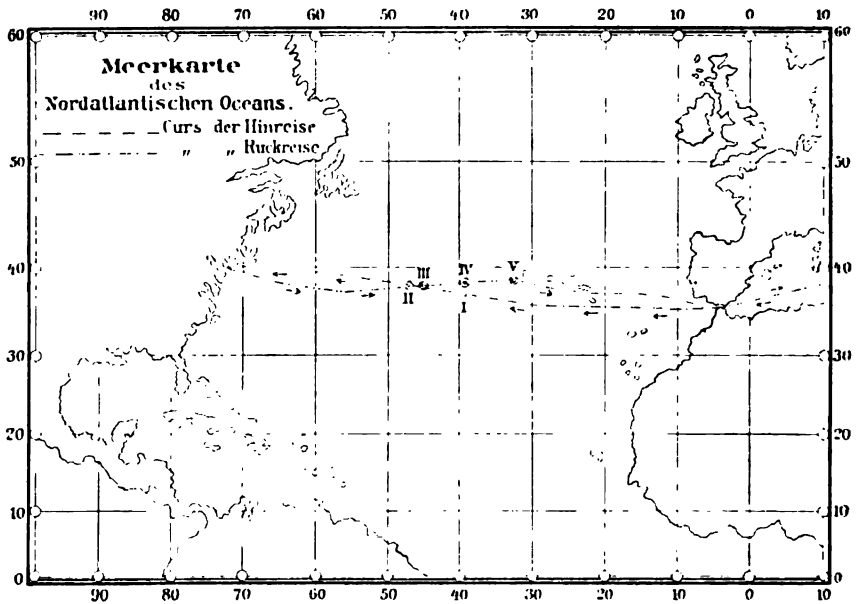 90 80 70 60 50 40 30 20 10 0 10
60 60
Meerkarte
des
Nordatlantischen Oceans.
Curs der Hinreise
" " Ruckreise
50 50
40 III IV V 40
II I
30 30
20 20
10 10
0 0
90 80 70 60 50 40 30 20 10 0 10